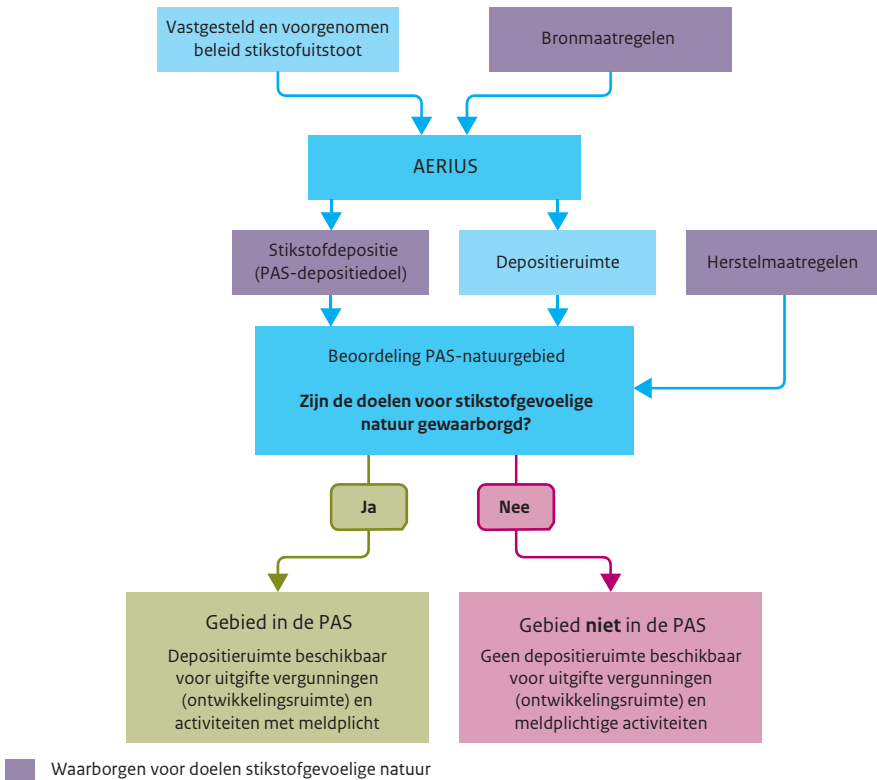 Vastgesteld en voorgenomen
beleid stikstofuitstoot
Bronmaatregelen
AERIUS
Stikstofdepositie
(PAS-depositiedoel)
Depositieruimte
Herstelmaatregelen
Beoordeling PAS-natuurgebied
Zijn de doelen voor stikstofgevoelige
natuur gewaarborgd?
Ja
Nee
Gebied in de PAS
Depositieruimte beschikbaar
voor uitgifte vergunningen
(ontwikkelingsruimte) en
activiteiten met meldplicht
Gebied niet in de PAS
Geen depositieruimte beschikbaar
voor uitgifte vergunningen
(ontwikkelingsruimte) en
meldplichtige activiteiten
Waarborgen voor doelen stikstofgevoelige natuur